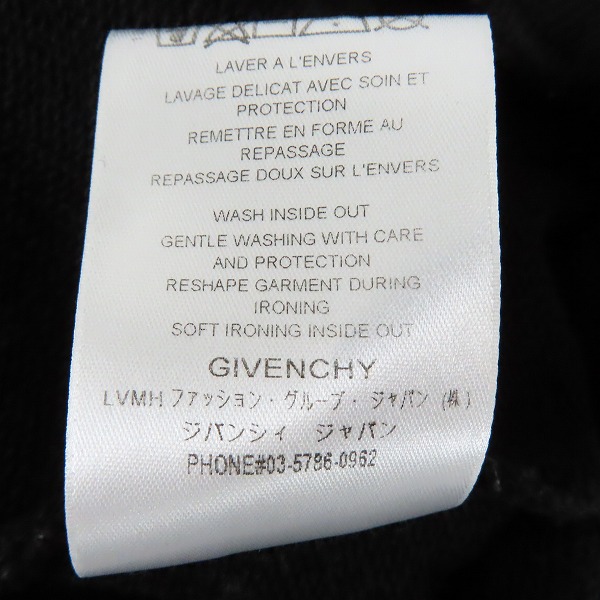 LAVER A L'ENVERS
LAVAGE DELICAT AVEC SOIN ET
PROTECTION
REMETTRE EN FORME AU
REPASSAGE
REPASSAGE DOUX SUR L'ENVERS
WASH INSIDE OUT
GENTLE WASHING WITH CARE
AND PROTECTION
RESHAPE GARMENT DURING
IRONING
SOFT IRONING INSIDE OUT
GIVENCHY
LVMH ファッション・グループ・ジャパン (株)
ジバンシィ ジャパン
PHONE#03-5786-0962